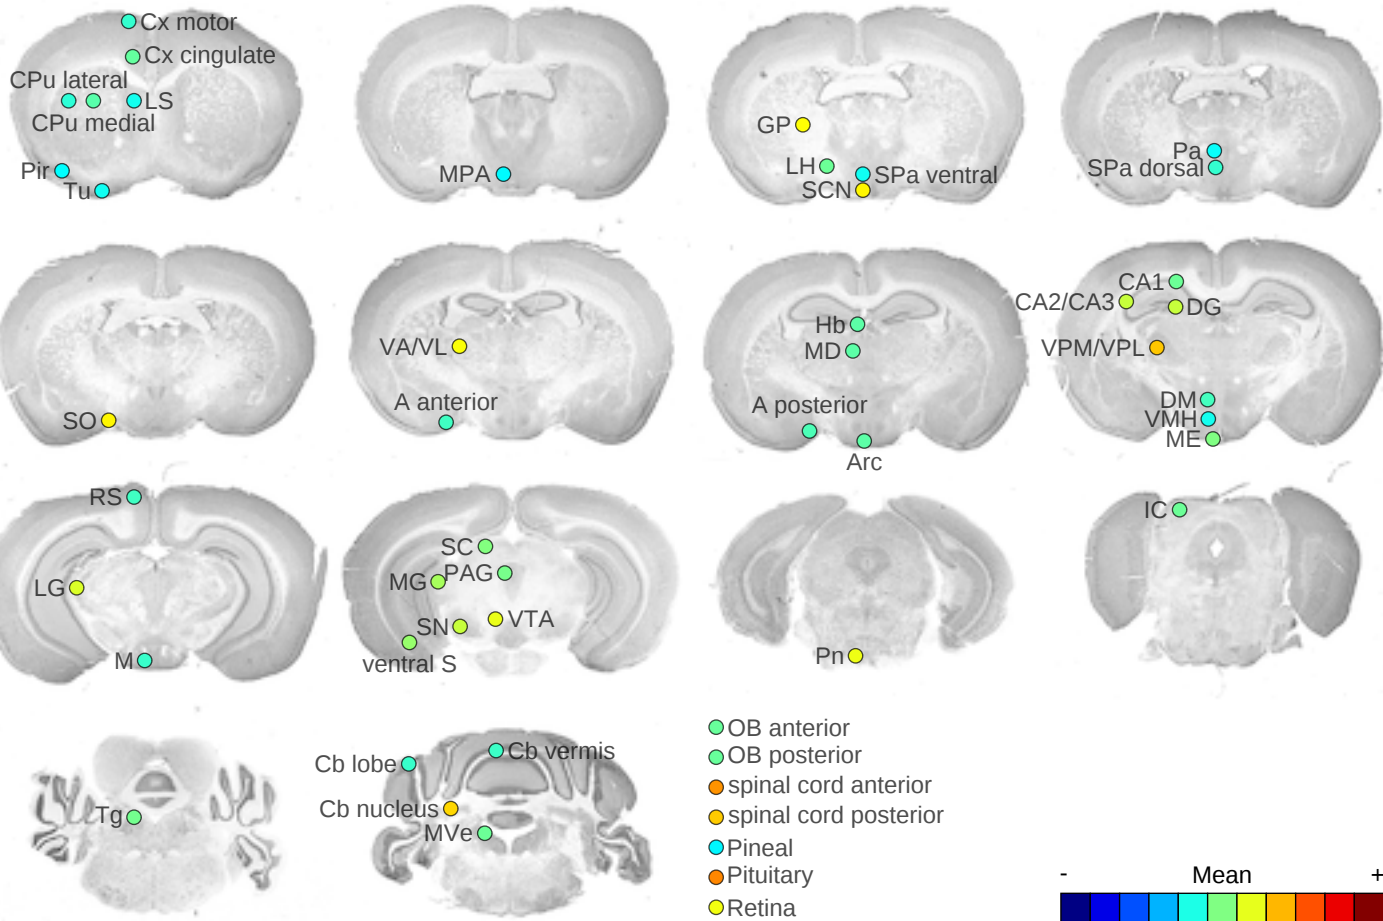 Cx motor
Cx cingulate
CPu lateral
LS
CPu medial
Pir
Tu
MPA
GP
LH
SPa ventral
SCN
Pa
SPa dorsal
SO
VA/VL
A anterior
Hb
MD
A posterior
Arc
CA1
CA2/CA3
DG
VPM/VPL
DM
VMH
ME
RS
LG
M
SC
PAG
MG
SN
VTA
ventral S
Pn
IC
Tg
Cb lobe
Cb vermis
Cb nucleus
MVe
OB anterior
OB posterior
spinal cord anterior
spinal cord posterior
Pineal
Pituitary
Retina
- Mean +